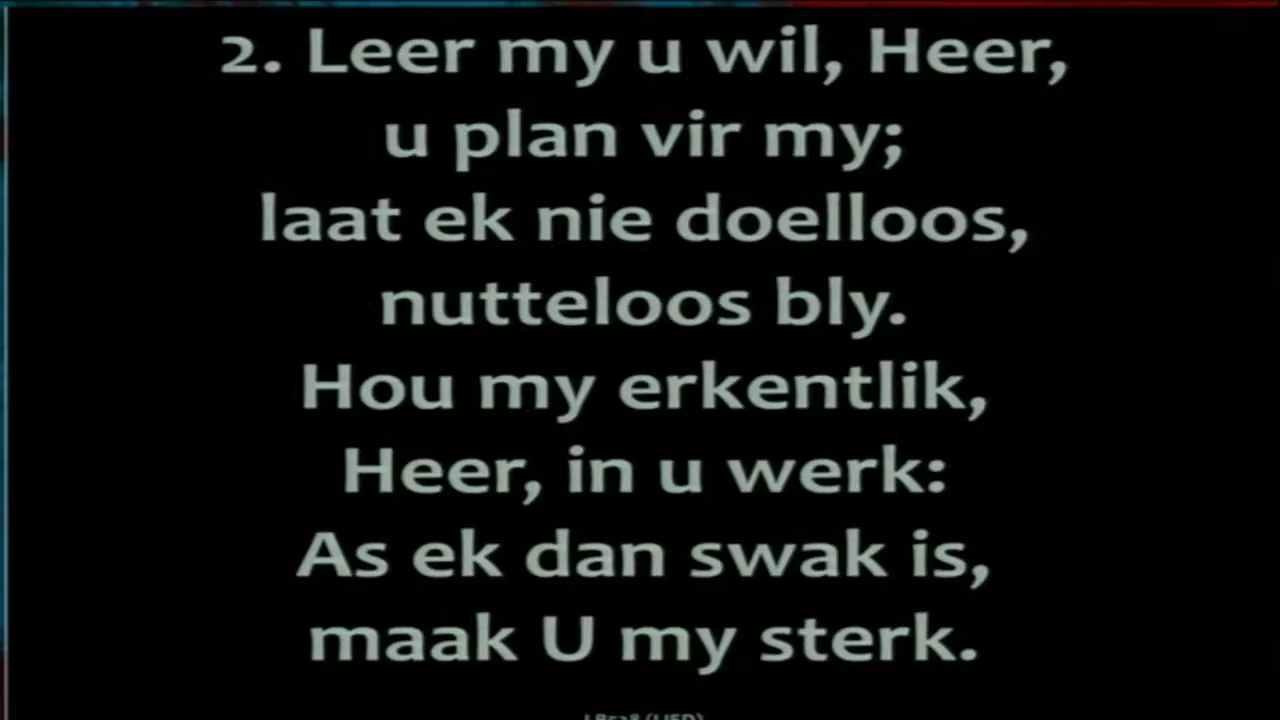 2. Leer my u wil, Heer,
u plan vir my;
laat ek nie doelloos,
nutteloos bly.
Hou my erkentlik,
Heer, in u werk:
As ek dan swak is,
maak U my sterk.